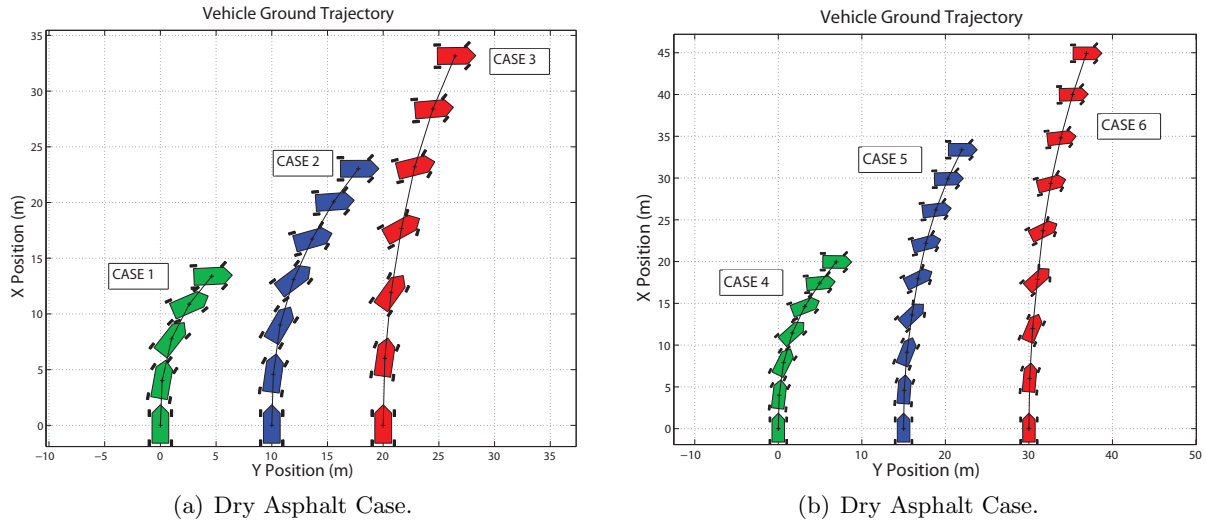 Vehicle Ground Trajectory
35
30
25
20
15
10
5
0
X Position (m)
−10
−5
0
5
10
15
20
25
30
35
Y Position (m)
CASE 1
CASE 2
CASE 3
(a) Dry Asphalt Case.
Vehicle Ground Trajectory
45
40
35
30
25
20
15
10
5
0
X Position (m)
−10
0
10
20
30
40
50
Y Position (m)
CASE 4
CASE 5
CASE 6
(b) Dry Asphalt Case.